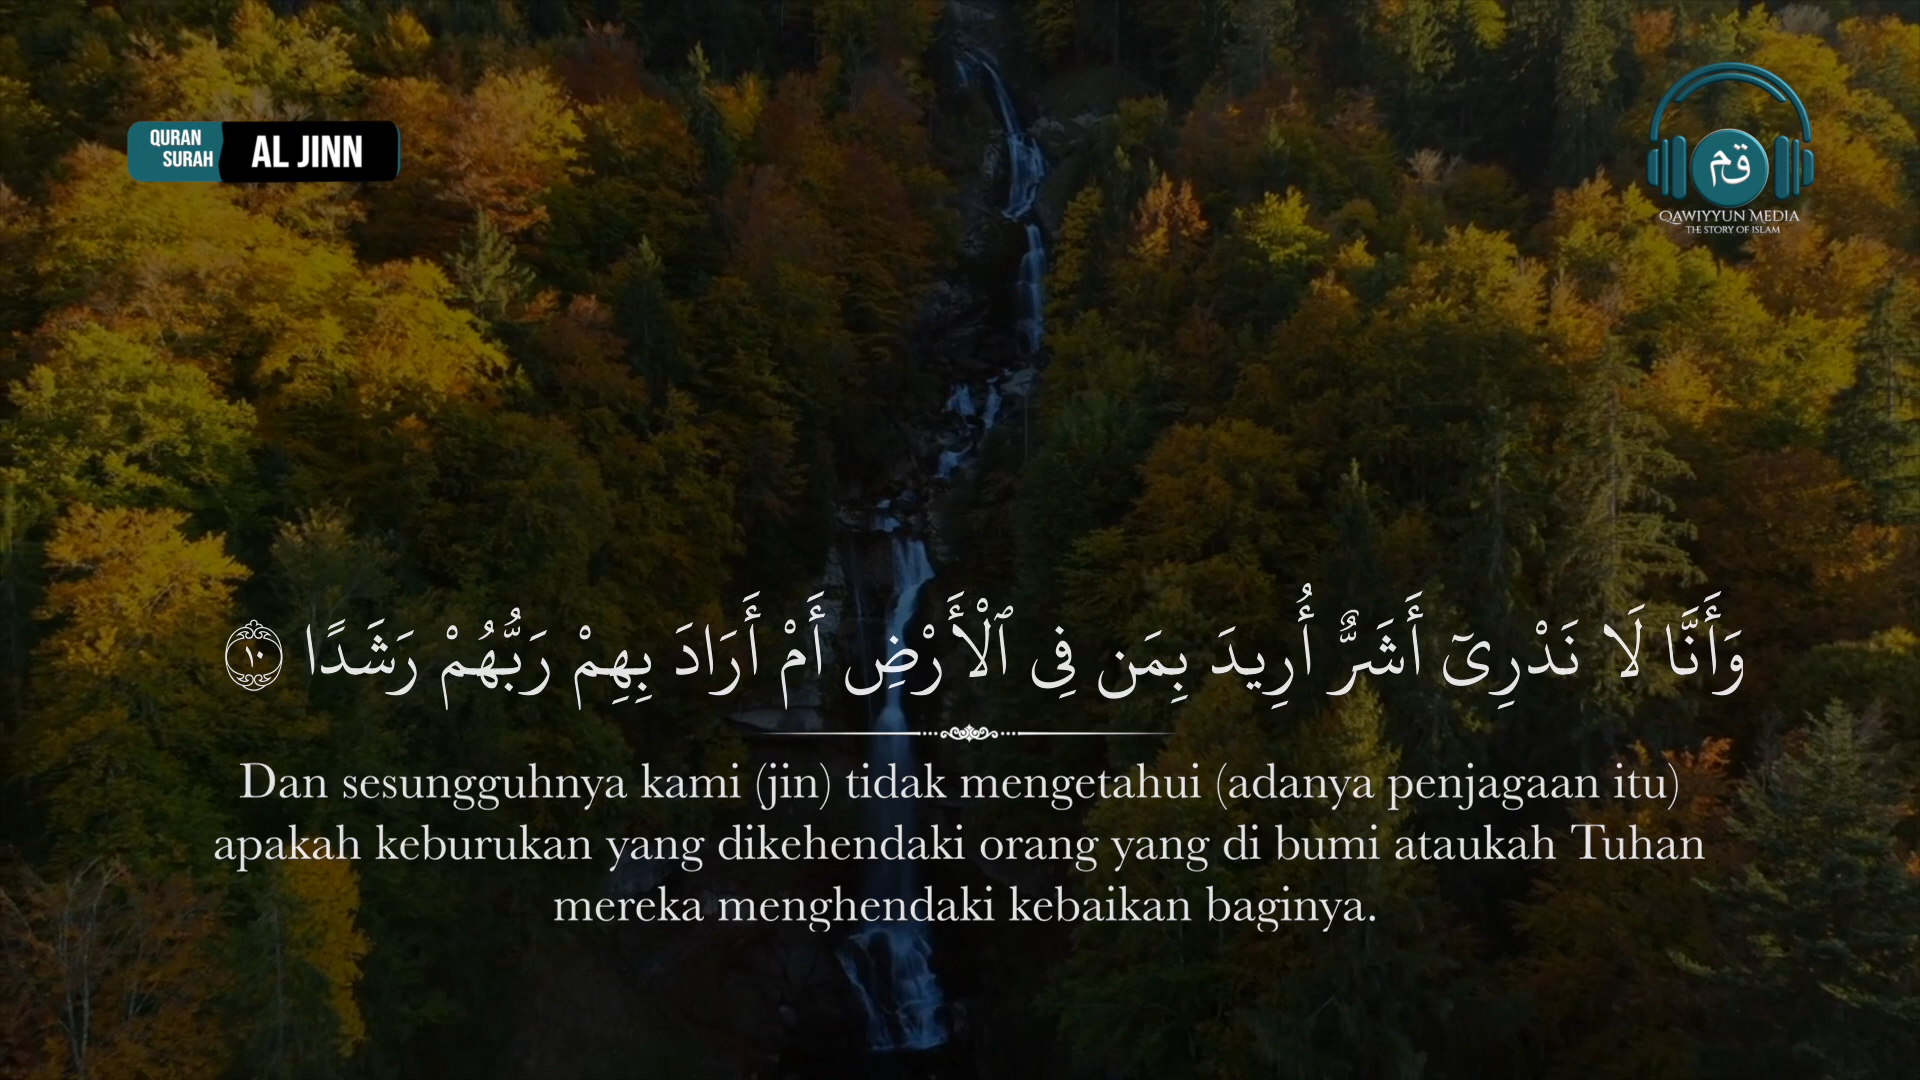 QURAN
SURAH
AL JINN
قم
QAWIYYUN MEDIA
THE STORY OF ISLAM
وَأَنَّا لَا نَدْرِىٓ أَشَرٌّ أُرِيدَ بِمَن فِى ٱلْأَرْضِ أَمْ أَرَادَ بِهِمْ رَبُّهُمْ رَشَدًا ١٠
Dan sesungguhnya kami (jin) tidak mengetahui (adanya penjagaan itu)
apakah keburukan yang dikehendaki orang yang di bumi ataukah Tuhan
mereka menghendaki kebaikan baginya.